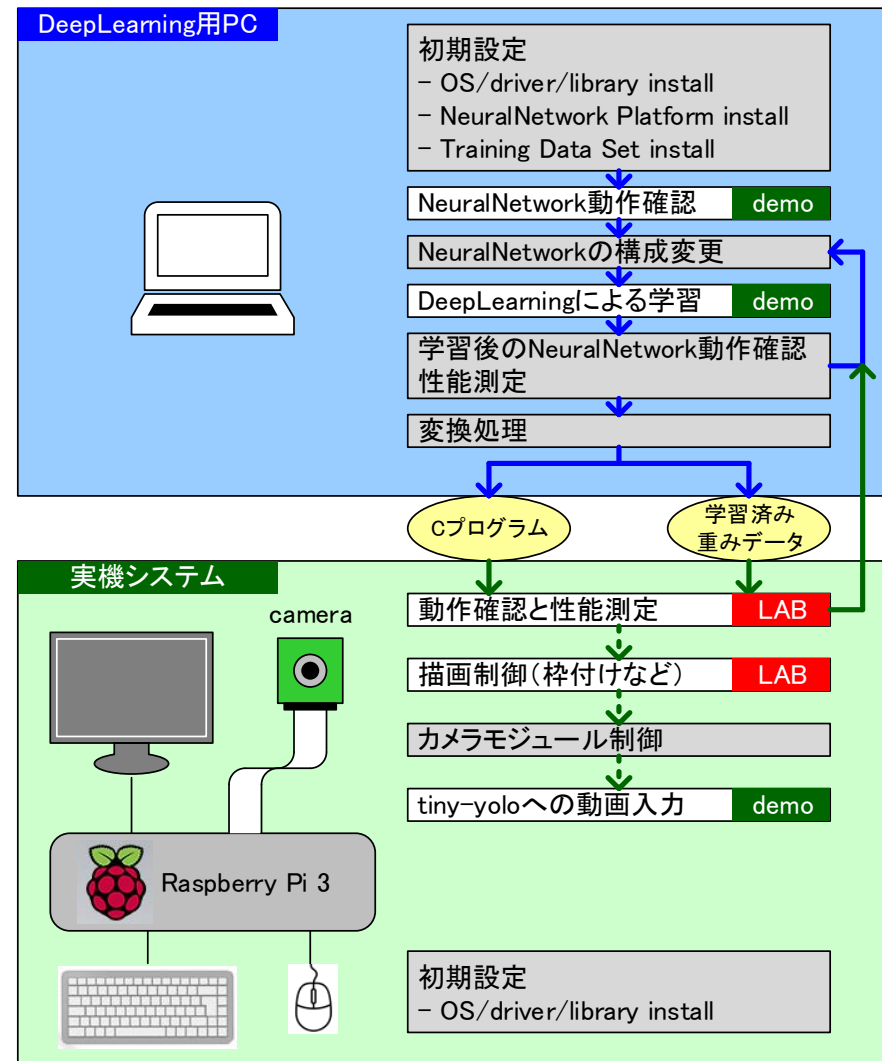 DeepLearning用PC
初期設定
- OS/driver/library install
- NeuralNetwork Platform install
- Training Data Set install
NeuralNetwork動作確認 demo
NeuralNetworkの構成変更
DeepLearningによる学習 demo
学習後のNeuralNetwork動作確認
性能測定
変換処理
Cプログラム
学習済み
重みデータ
実機システム
camera
動作確認と性能測定 LAB
描画制御(枠付けなど) LAB
カメラモジュール制御
tiny-yoloへの動画入力 demo
Raspberry Pi 3
初期設定
- OS/driver/library install